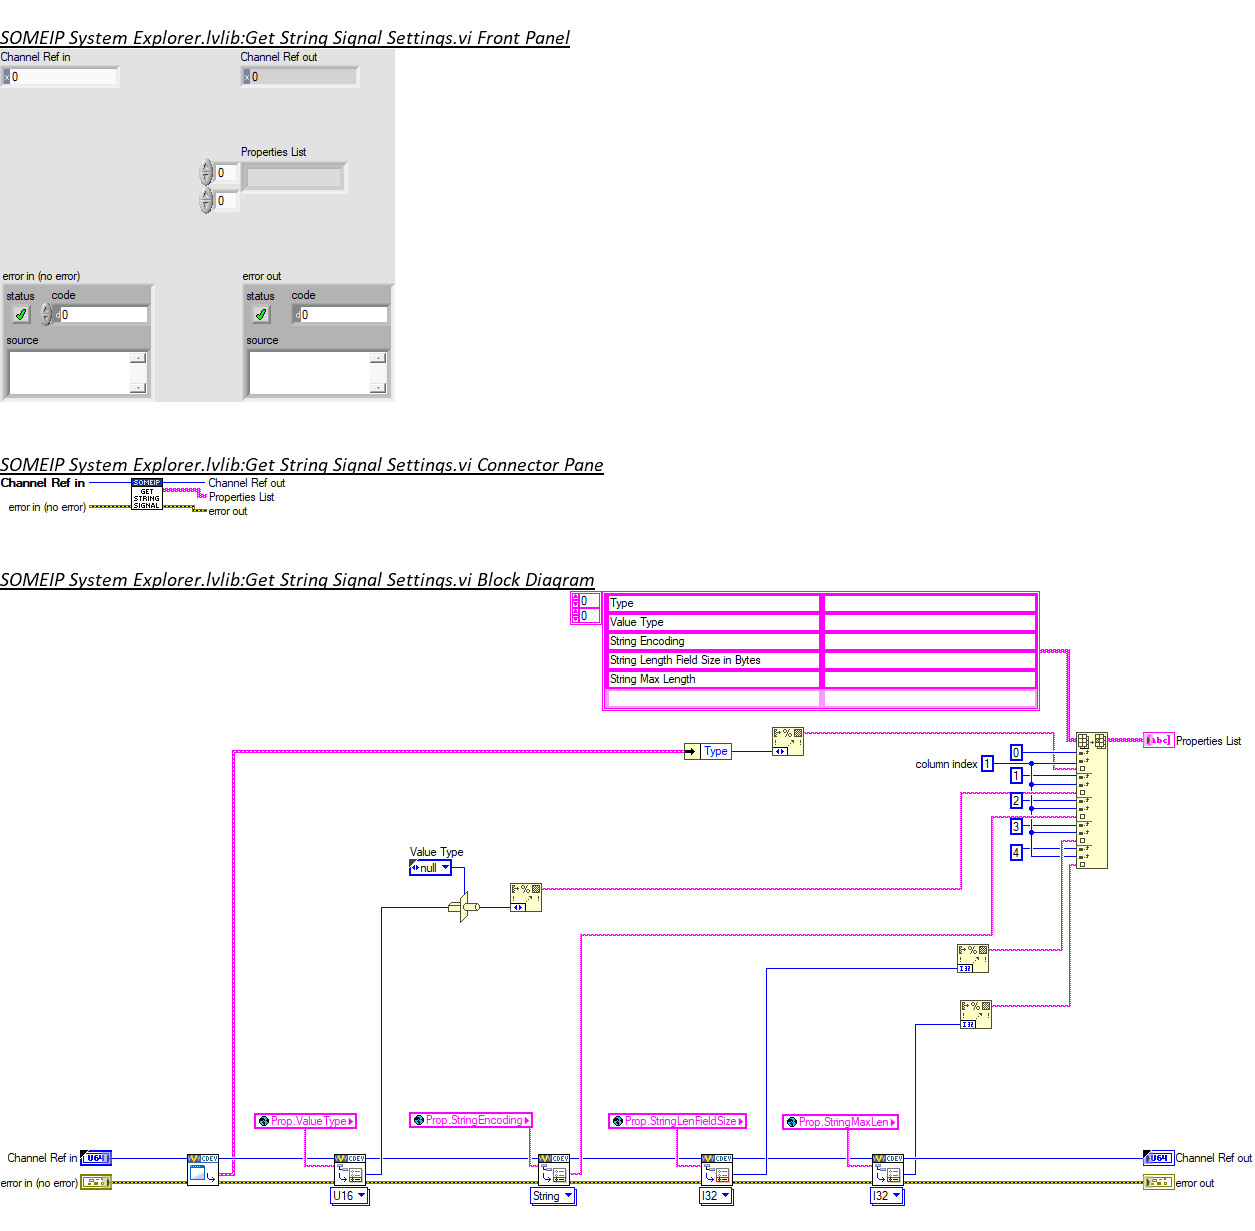 SOMEIP System Explorer.lvlib:Get String Signal Settings.vi Front Panel
Channel Ref in
Channel Ref out
x 0
x 0
Properties List
0
0
error in (no error)
error out
status code
status code
d 0
d 0
source
source
SOMEIP System Explorer.lvlib:Get String Signal Settings.vi Connector Pane
Channel Ref in
SOMEIP
GET
STRING
SIGNAL
Channel Ref out
Properties List
error in (no error)
error out
SOMEIP System Explorer.lvlib:Get String Signal Settings.vi Block Diagram
0
0
Type
Value Type
String Encoding
String Length Field Size in Bytes
String Max Length
Type
%
abc
Properties List
column index 1
0
1
2
3
4
Value Type
null
%
%
I32
%
I32
Prop.ValueType
Prop.StringEncoding
Prop.StringLenFieldSize
Prop.StringMaxLen
Channel Ref in U64
CDEV
CDEV
CDEV
CDEV
CDEV
U64 Channel Ref out
error in (no error)
error out
U16
String
I32
I32